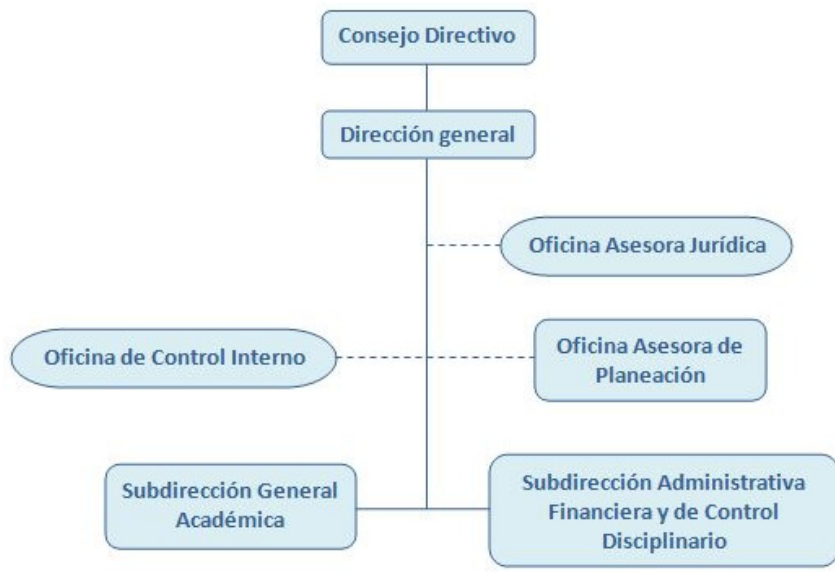 Consejo Directivo
Dirección general
Oficina Asesora Jurídica
Oficina de Control Interno
Oficina Asesora de
Planeación
Subdirección General
Académica
Subdirección Administrativa
Financiera y de Control
Disciplinario